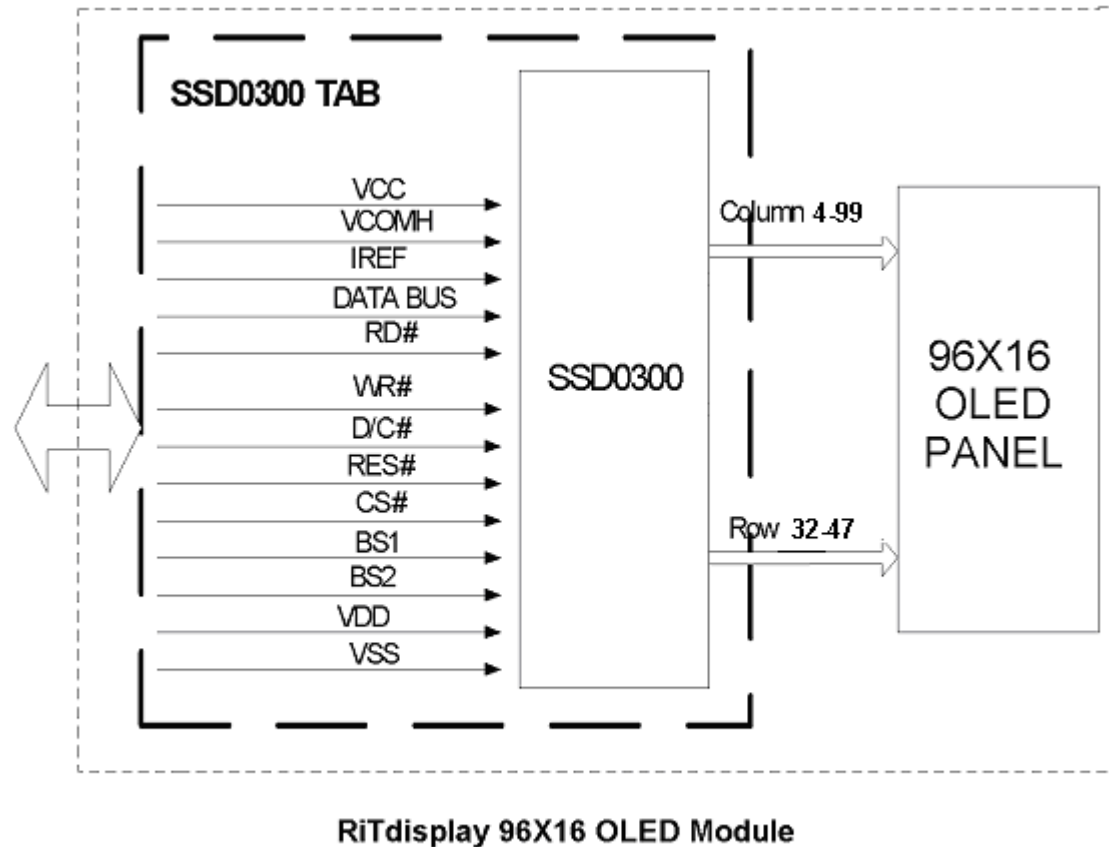 SSD0300 TAB
VCC
VCOMH
IREF
DATA BUS
RD#
WR#
D/C#
RES#
CS#
BS1
BS2
VDD
VSS
SSD0300
Column 4-99
Row 32-47
96X16
OLED
PANEL
RiTdisplay 96X16 OLED Module